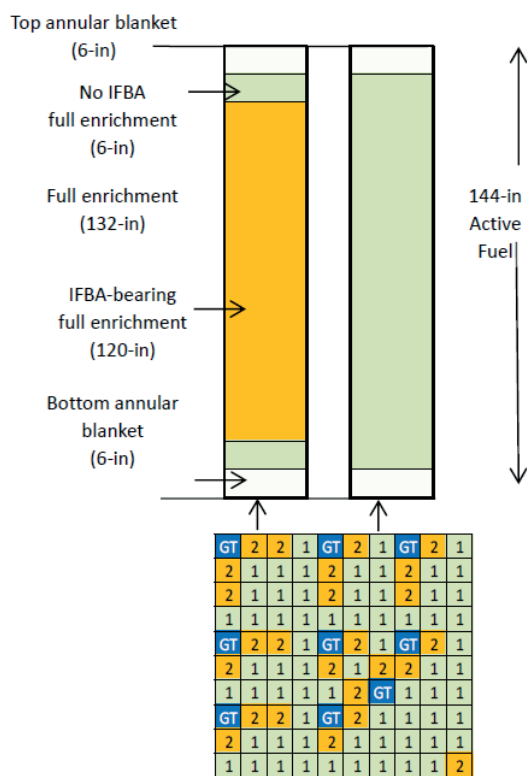 Top annular blanket
(6-in)
No IFBA
full enrichment
(6-in)
Full enrichment
(132-in)
IFBA-bearing
full enrichment
(120-in)
Bottom annular
blanket
(6-in)
144-in
Active
Fuel
GT 2 2 1 GT 2 1 GT 2 1
2 1 1 1 2 1 1 2 1 1
2 1 1 1 2 1 1 2 1 1
1 1 1 1 1 1 1 1 1 1
GT 2 2 1 GT 2 1 GT 2 1
2 1 1 1 2 1 2 2 1 1
1 1 1 1 1 2 GT 1 1 1
GT 2 2 1 GT 2 1 1 1 1
2 1 1 1 2 1 1 1 1 1
1 1 1 1 1 1 1 1 1 2